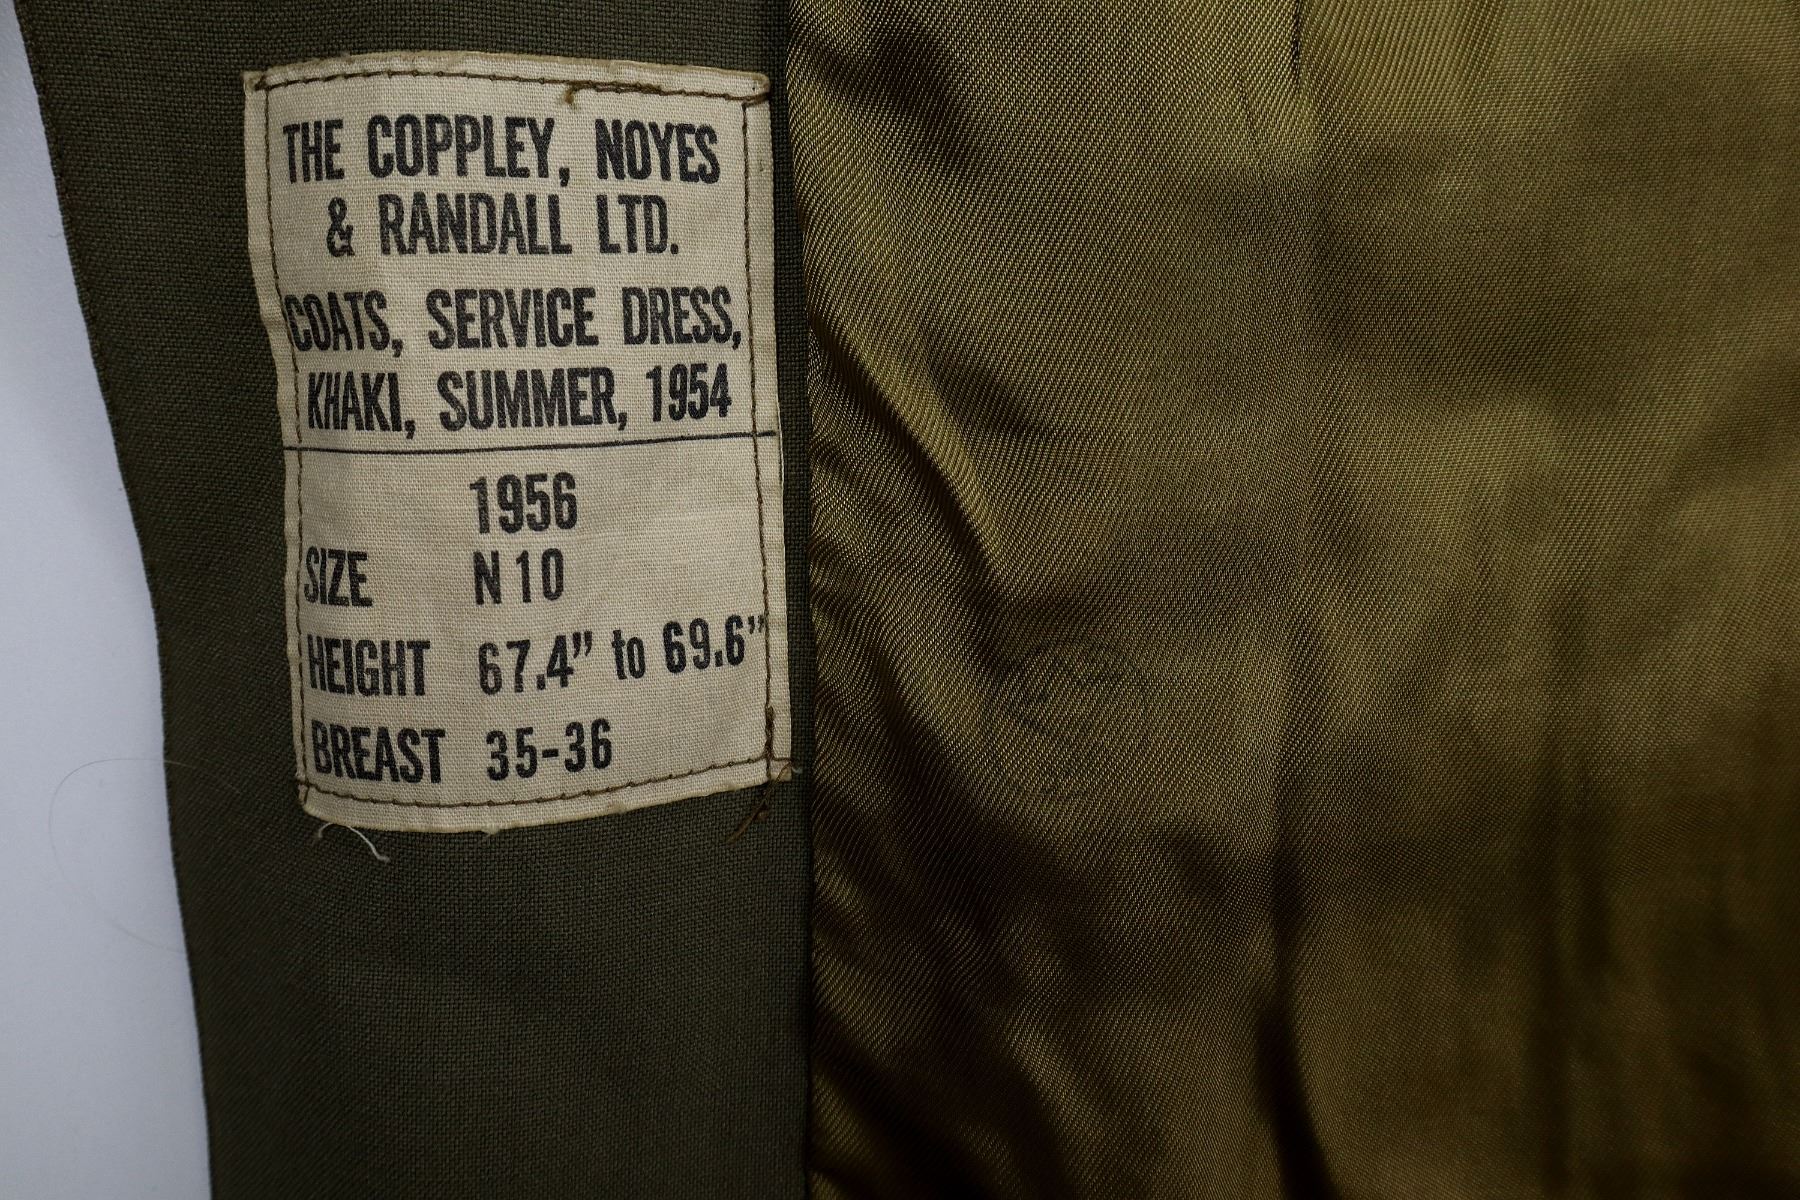 THE COPPLEY, NOYES
& RANDALL LTD.
COATS, SERVICE DRESS,
KHAKI, SUMMER, 1954
1956
SIZE N 10
HEIGHT 67.4” to 69.6”
BREAST 35-36